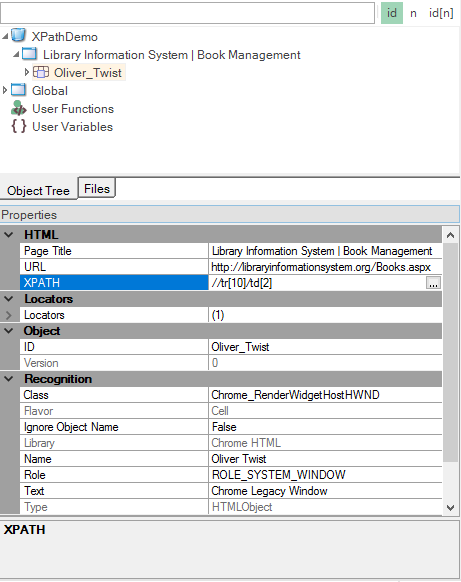 id n id[n]
XPathDemo
Library Information System | Book Management
Oliver_Twist
Global
User Functions
{ } User Variables
Object Tree Files
Properties
HTML
Page Title Library Information System | Book Management
URL http://libraryinformationsystem.org/Books.aspx
XPATH //tr[10]/td[2] ...
Locators
Locators (1)
Object
ID Oliver_Twist
Version 0
Recognition
Class Chrome_RenderWidgetHostHWND
Flavor Cell
Ignore Object Name False
Library Chrome HTML
Name Oliver Twist
Role ROLE_SYSTEM_WINDOW
Text Chrome Legacy Window
Type HTMLObject
XPATH